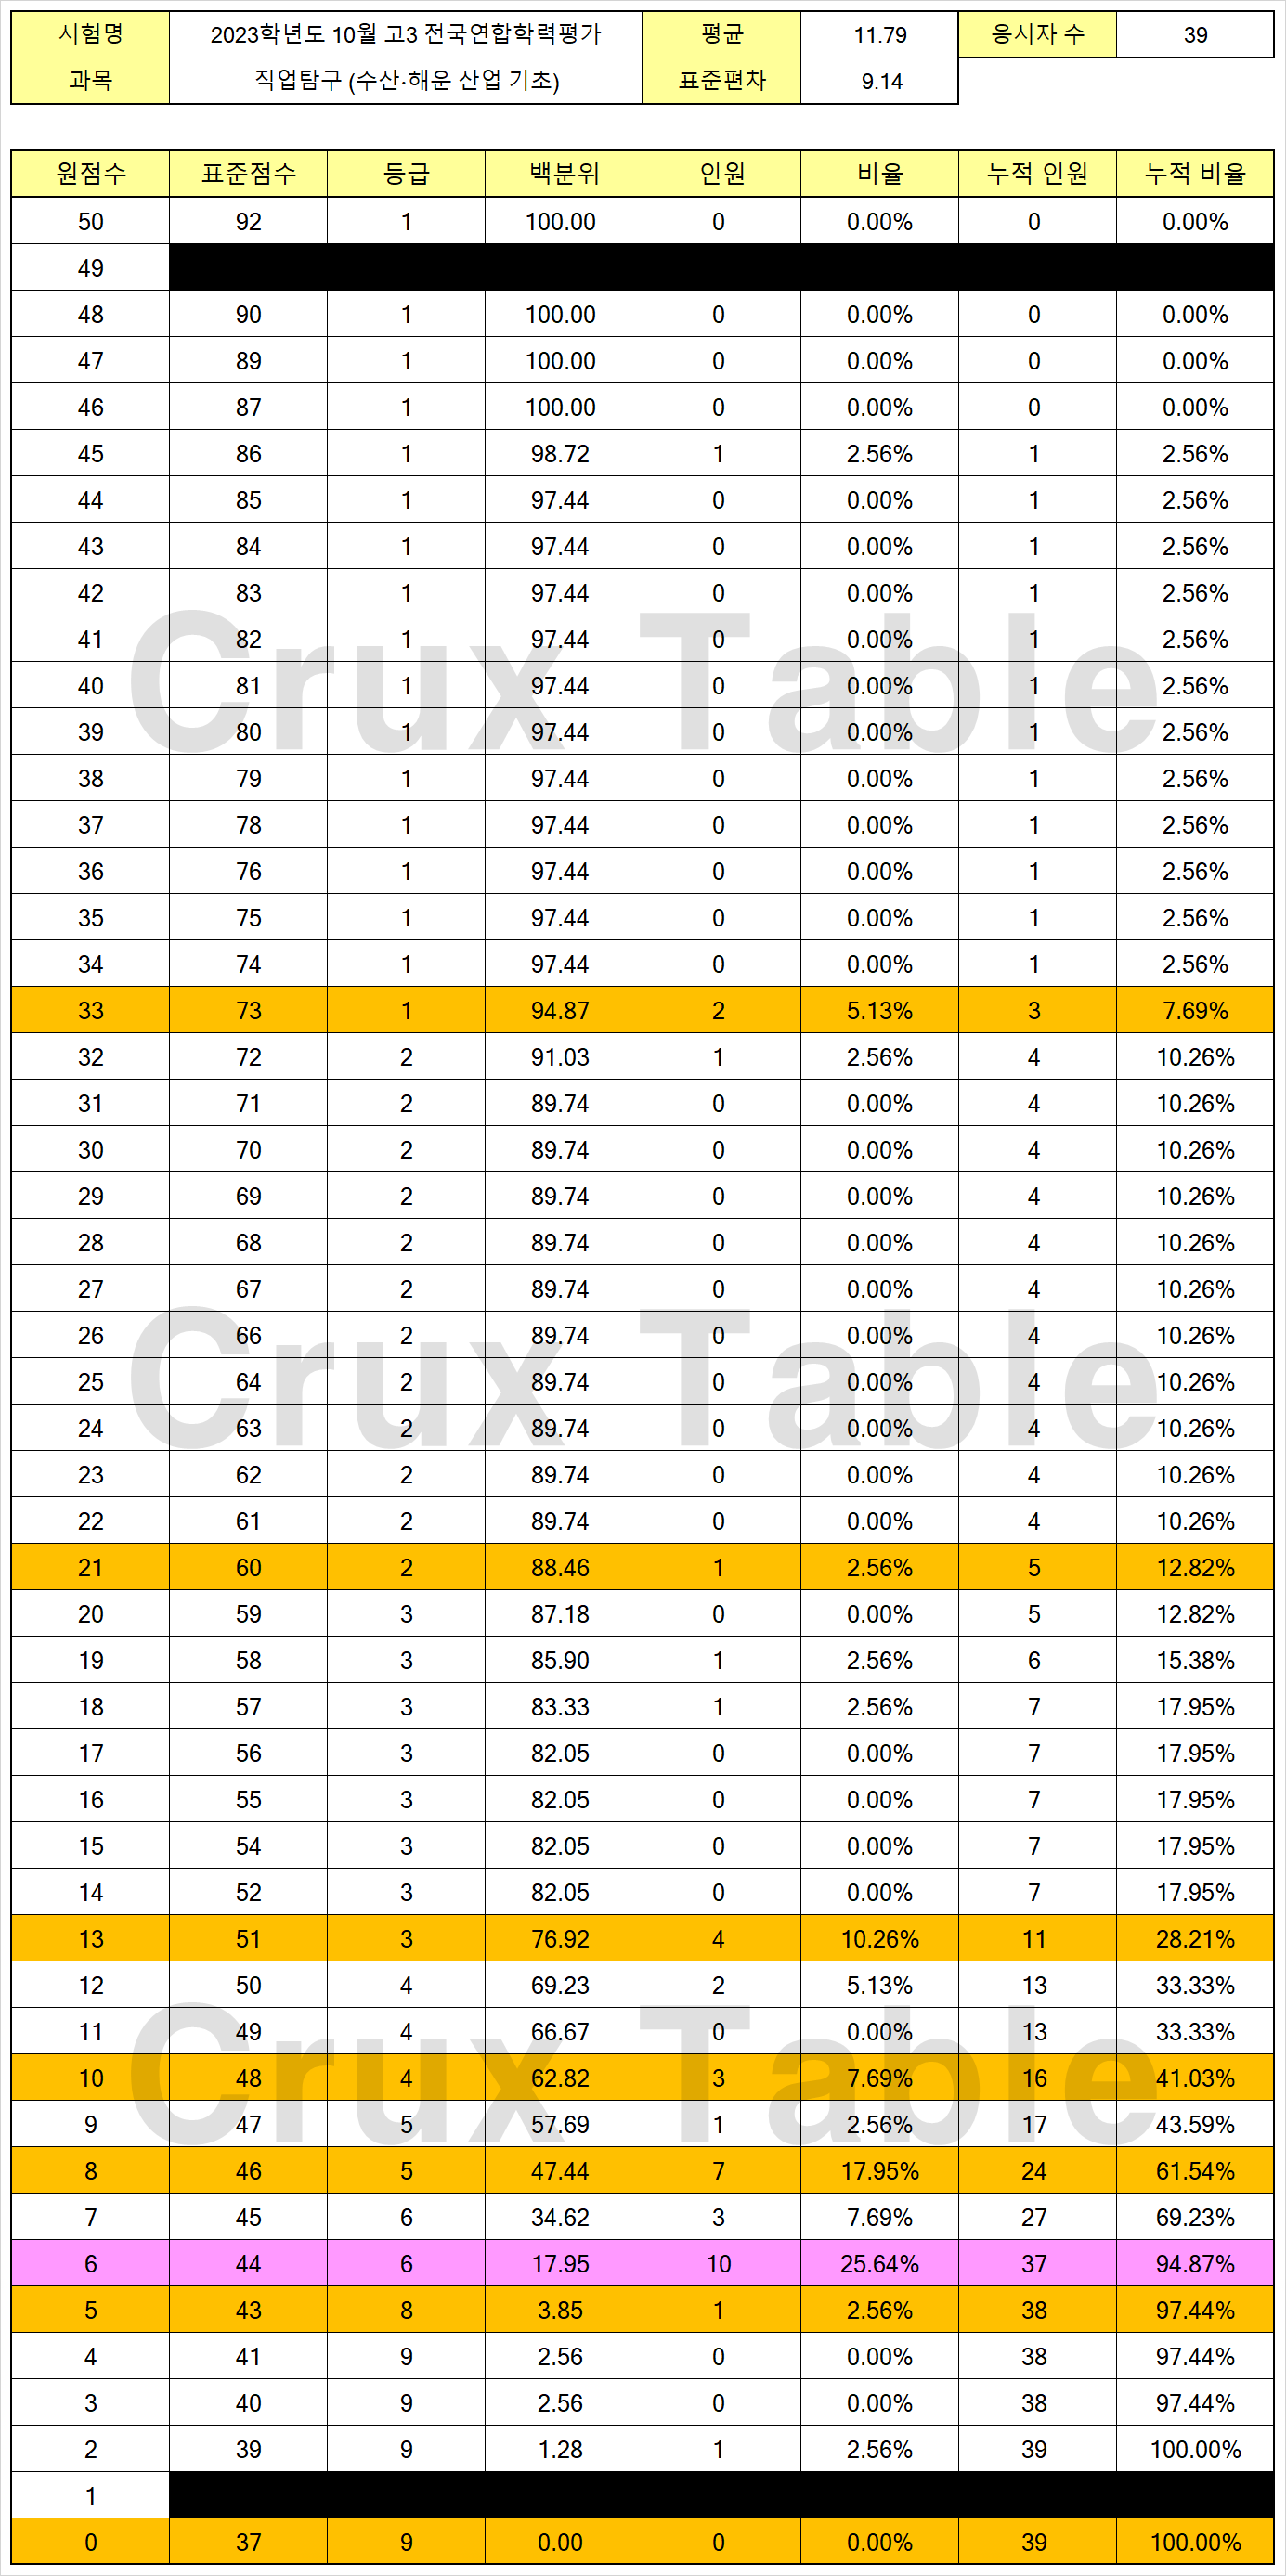 시험명 2023학년도 10월 고3 전국연합학력평가 평균 11.79 응시자 수 39
과목 직업탐구 (수산·해운 산업 기초) 표준편차 9.14
원점수 표준점수 등급 백분위 인원 비율 누적 인원 누적 비율
50 92 1 100.00 0 0.00% 0 0.00%
49
48 90 1 100.00 0 0.00% 0 0.00%
47 89 1 100.00 0 0.00% 0 0.00%
46 87 1 100.00 0 0.00% 0 0.00%
45 86 1 98.72 1 2.56% 1 2.56%
44 85 1 97.44 0 0.00% 1 2.56%
43 84 1 97.44 0 0.00% 1 2.56%
42 83 1 97.44 0 0.00% 1 2.56%
41 82 1 97.44 0 0.00% 1 2.56%
Crux Table
40 81 1 97.44 0 0.00% 1 2.56%
39 80 1 97.44 0 0.00% 1 2.56%
38 79 1 97.44 0 0.00% 1 2.56%
37 78 1 97.44 0 0.00% 1 2.56%
36 76 1 97.44 0 0.00% 1 2.56%
35 75 1 97.44 0 0.00% 1 2.56%
34 74 1 97.44 0 0.00% 1 2.56%
33 73 1 94.87 2 5.13% 3 7.69%
32 72 2 91.03 1 2.56% 4 10.26%
31 71 2 89.74 0 0.00% 4 10.26%
30 70 2 89.74 0 0.00% 4 10.26%
29 69 2 89.74 0 0.00% 4 10.26%
28 68 2 89.74 0 0.00% 4 10.26%
27 67 2 89.74 0 0.00% 4 10.26%
26 66 2 89.74 0 0.00% 4 10.26%
Crux Table
25 64 2 89.74 0 0.00% 4 10.26%
24 63 2 89.74 0 0.00% 4 10.26%
23 62 2 89.74 0 0.00% 4 10.26%
22 61 2 89.74 0 0.00% 4 10.26%
21 60 2 88.46 1 2.56% 5 12.82%
20 59 3 87.18 0 0.00% 5 12.82%
19 58 3 85.90 1 2.56% 6 15.38%
18 57 3 83.33 1 2.56% 7 17.95%
17 56 3 82.05 0 0.00% 7 17.95%
16 55 3 82.05 0 0.00% 7 17.95%
15 54 3 82.05 0 0.00% 7 17.95%
14 52 3 82.05 0 0.00% 7 17.95%
13 51 3 76.92 4 10.26% 11 28.21%
12 50 4 69.23 2 5.13% 13 33.33%
11 49 4 66.67 0 0.00% 13 33.33%
Crux Table
10 48 4 62.82 3 7.69% 16 41.03%
9 47 5 57.69 1 2.56% 17 43.59%
8 46 5 47.44 7 17.95% 24 61.54%
7 45 6 34.62 3 7.69% 27 69.23%
6 44 6 17.95 10 25.64% 37 94.87%
5 43 8 3.85 1 2.56% 38 97.44%
4 41 9 2.56 0 0.00% 38 97.44%
3 40 9 2.56 0 0.00% 38 97.44%
2 39 9 1.28 1 2.56% 39 100.00%
1
0 37 9 0.00 0 0.00% 39 100.00%